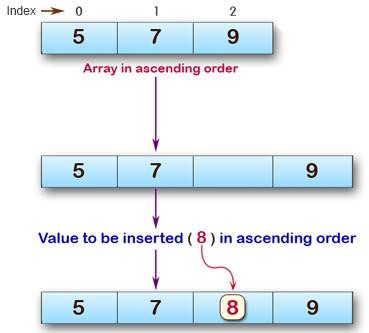 Index → 0 1 2
5 7 9
Array in ascending order
5 7 9
Value to be inserted ( 8 ) in ascending order
5 7 8 9